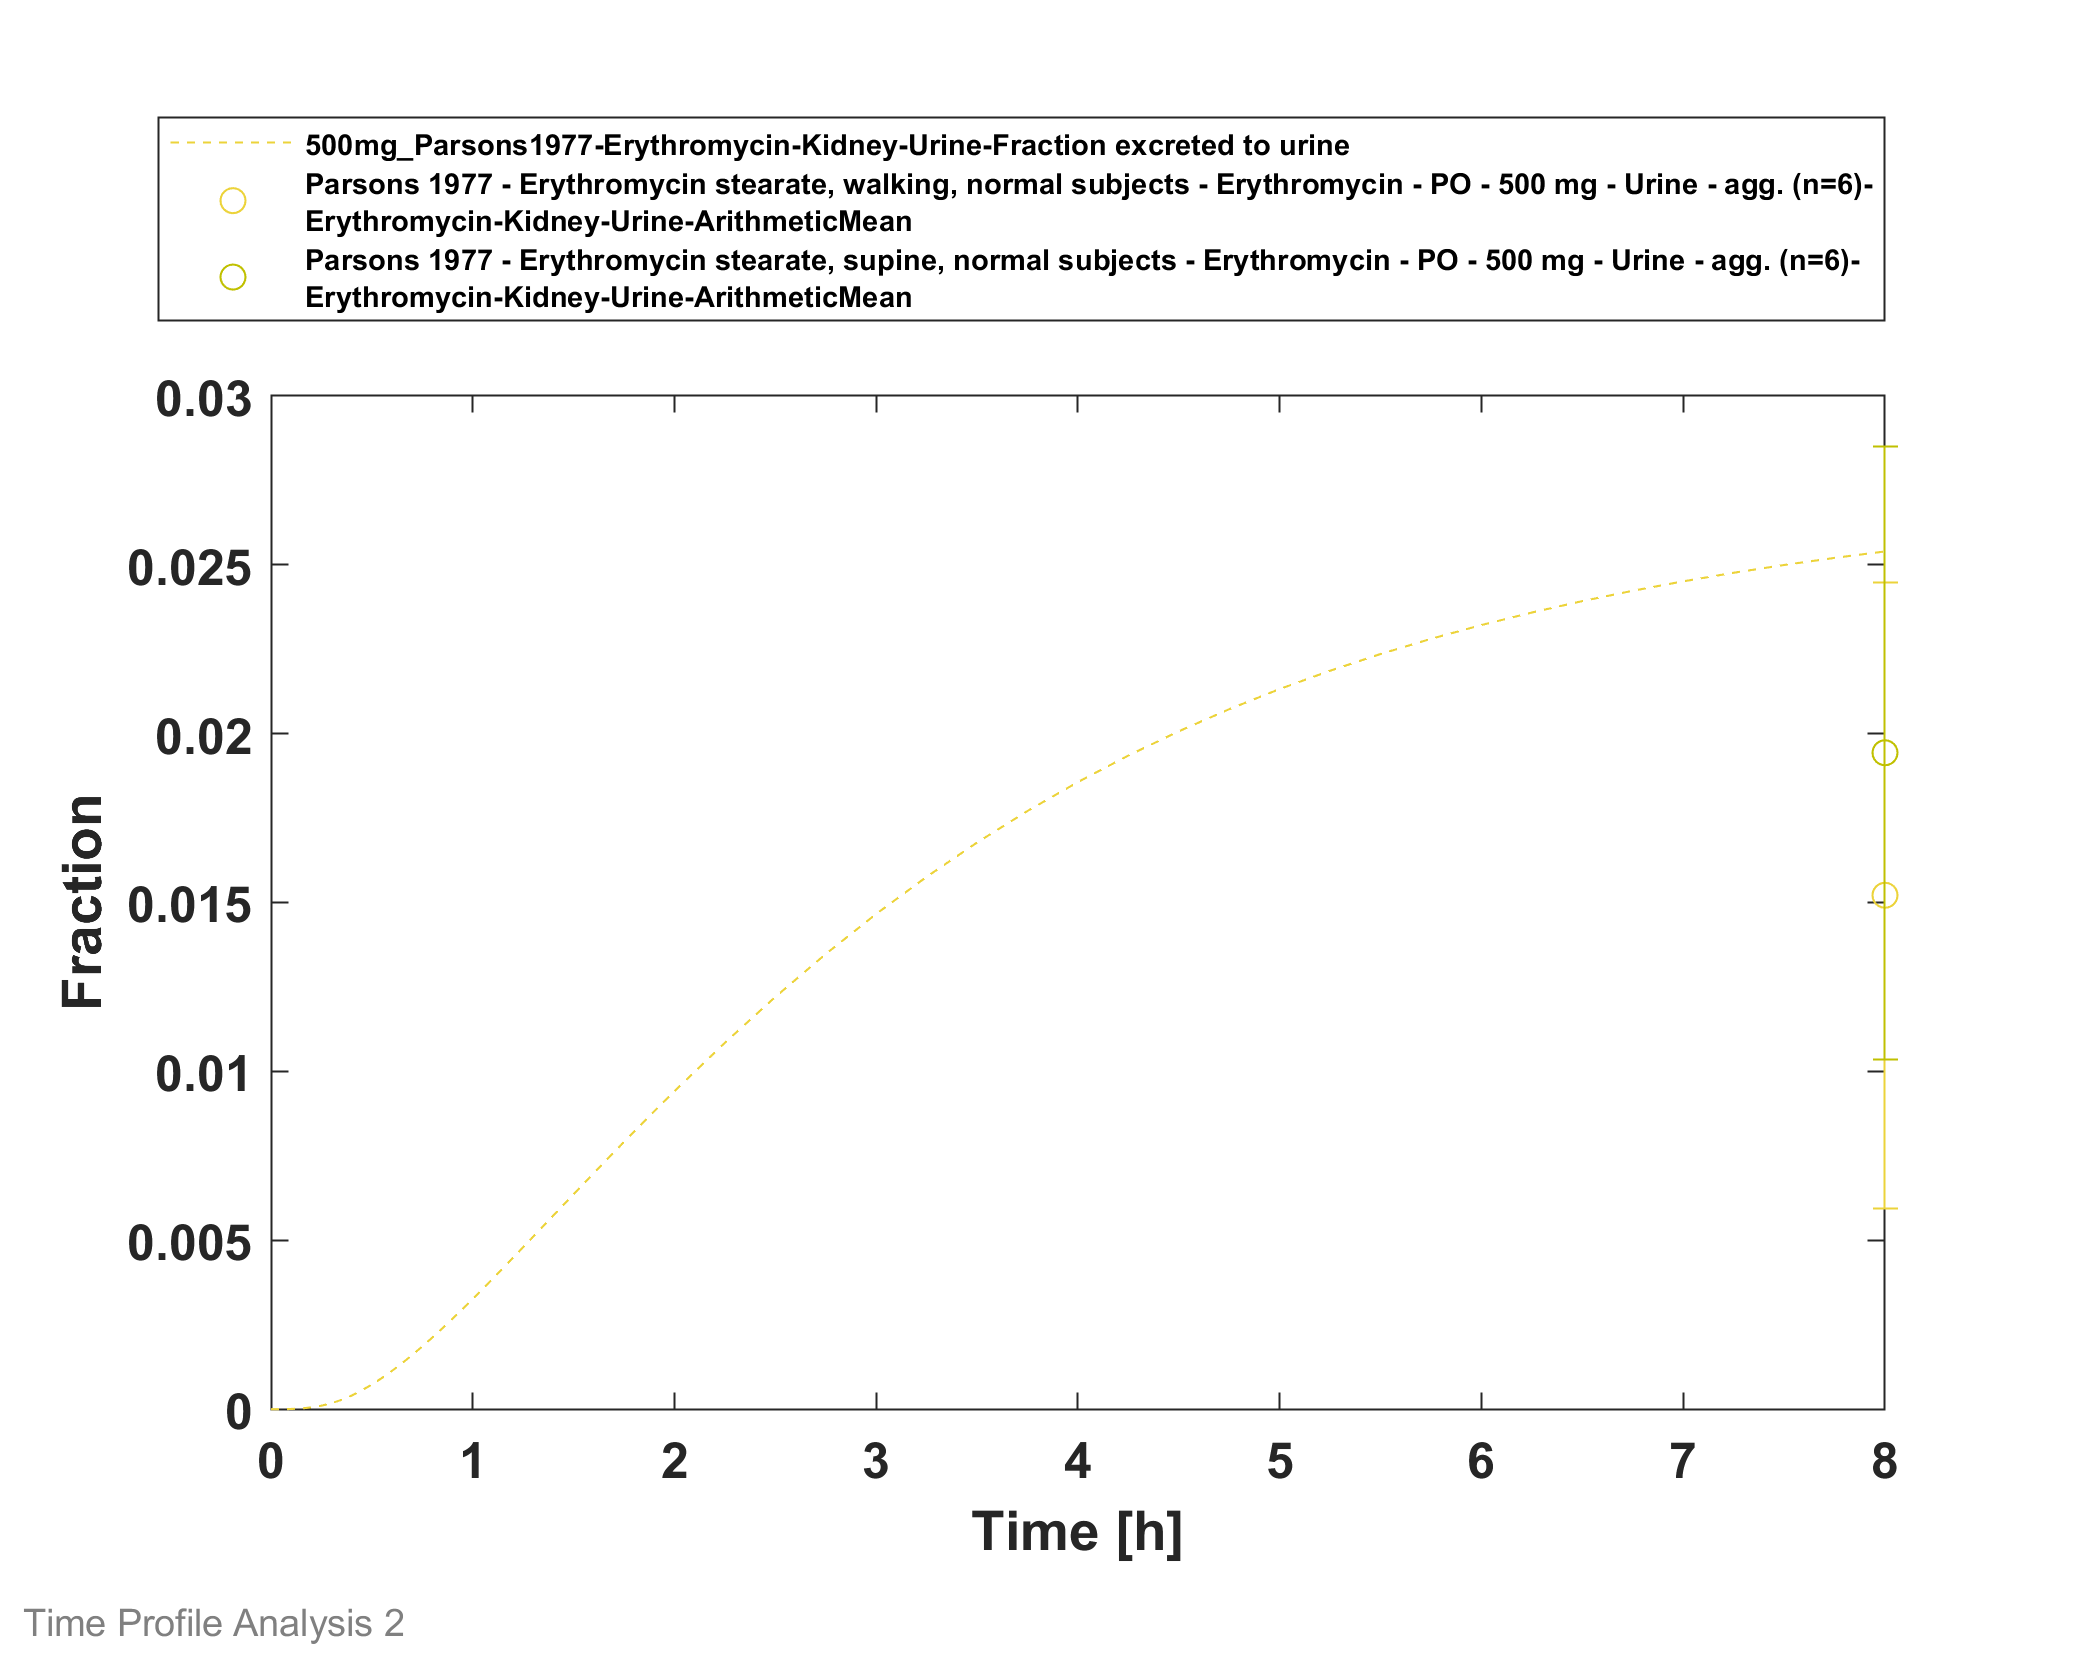 500mg_Parsons1977-Erythromycin-Kidney-Urine-Fraction excreted to urine
Parsons 1977 - Erythromycin stearate, walking, normal subjects - Erythromycin - PO - 500 mg - Urine - agg. (n=6)-
Erythromycin-Kidney-Urine-ArithmeticMean
Parsons 1977 - Erythromycin stearate, supine, normal subjects - Erythromycin - PO - 500 mg - Urine - agg. (n=6)-
Erythromycin-Kidney-Urine-ArithmeticMean
0.03
0.025
0.02
0.015
0.01
0.005
0
Fraction
0 1 2 3 4 5 6 7 8
Time [h]
Time Profile Analysis 2